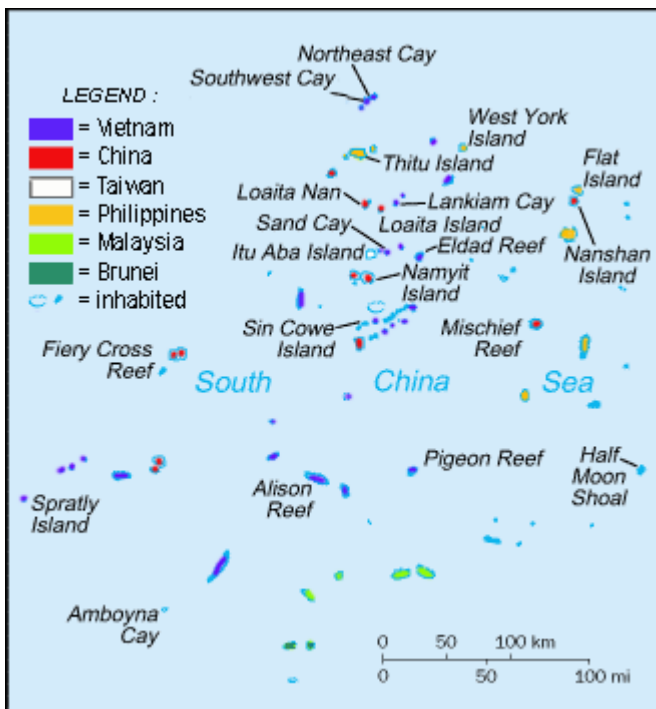 Northeast Cay
Southwest Cay
LEGEND :
= Vietnam
= China
= Taiwan
= Philippines
= Malaysia
= Brunei
= inhabited
West York
Island
Thitu Island
Flat
Island
Loaita Nan
Lankiam Cay
Loaita Island
Sand Cay
Itu Aba Island
Eldad Reef
Nanshan
Island
Namyit
Island
Sin Cowe
Island
Mischief
Reef
Fiery Cross
Reef
South China Sea
Pigeon Reef
Half
Moon
Shoal
Spratly
Island
Alison
Reef
Amboyna
Cay
0 50 100 km
0 50 100 mi